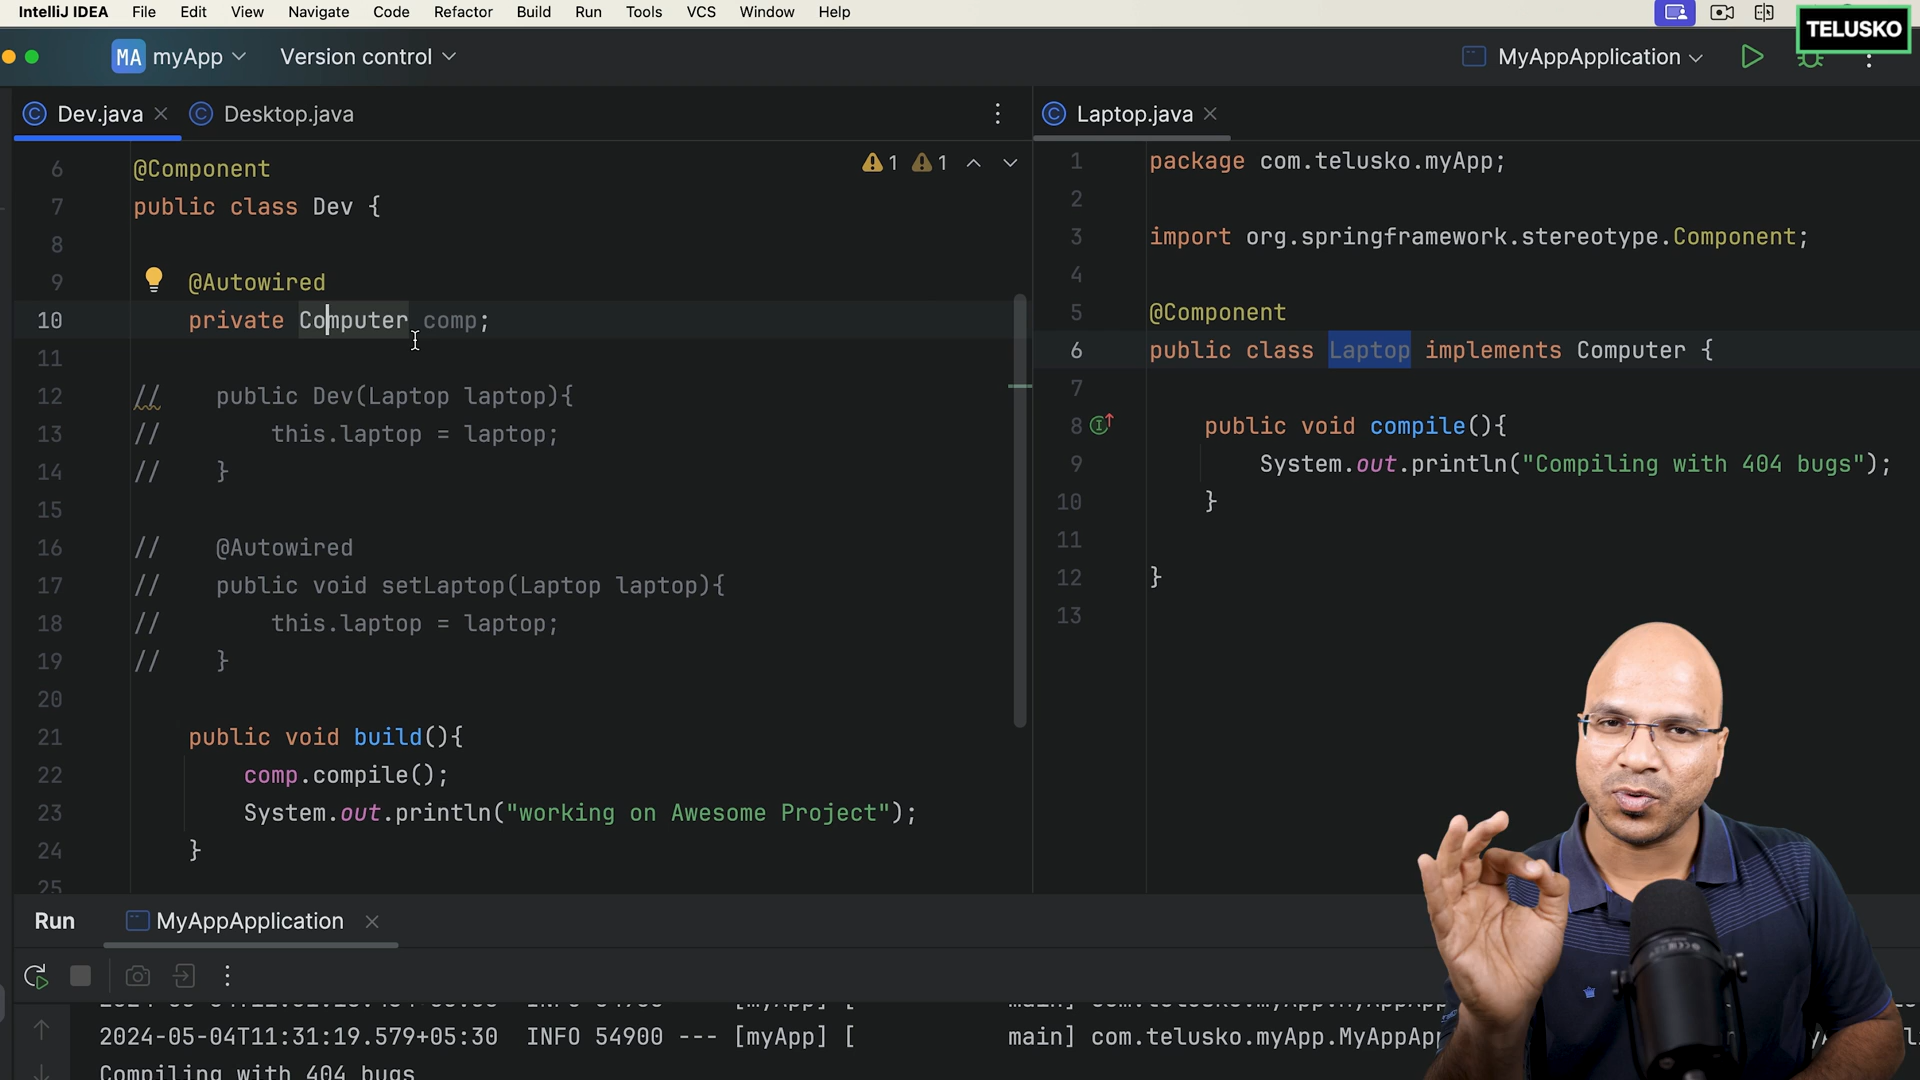 IntelliJ IDEA File Edit View Navigate Code Refactor Build Run Tools VCS Window Help
TELUSKO
MA myApp Version control MyAppApplication
Dev.java Desktop.java
1 1
6 @Component
7 public class Dev {
8
9 @Autowired
10 private Computer comp;
11
12 // public Dev(Laptop laptop){
13 // this.laptop = laptop;
14 // }
15
16 // @Autowired
17 // public void setLaptop(Laptop laptop){
18 // this.laptop = laptop;
19 // }
20
21 public void build(){
22 comp.compile();
23 System.out.println("working on Awesome Project");
24 }
25
Laptop.java
1 package com.telusko.myApp;
2
3 import org.springframework.stereotype.Component;
4
5 @Component
6 public class Laptop implements Computer {
7
8 public void compile(){
9 System.out.println("Compiling with 404 bugs");
10 }
11
12 }
13
Run MyAppApplication
[myApp] [ main]
2024-05-04T11:31:19.579+05:30 INFO 54900 --- [myApp] [ main] com.telusko.myApp.MyAppAp
Compiling with 404 bugs